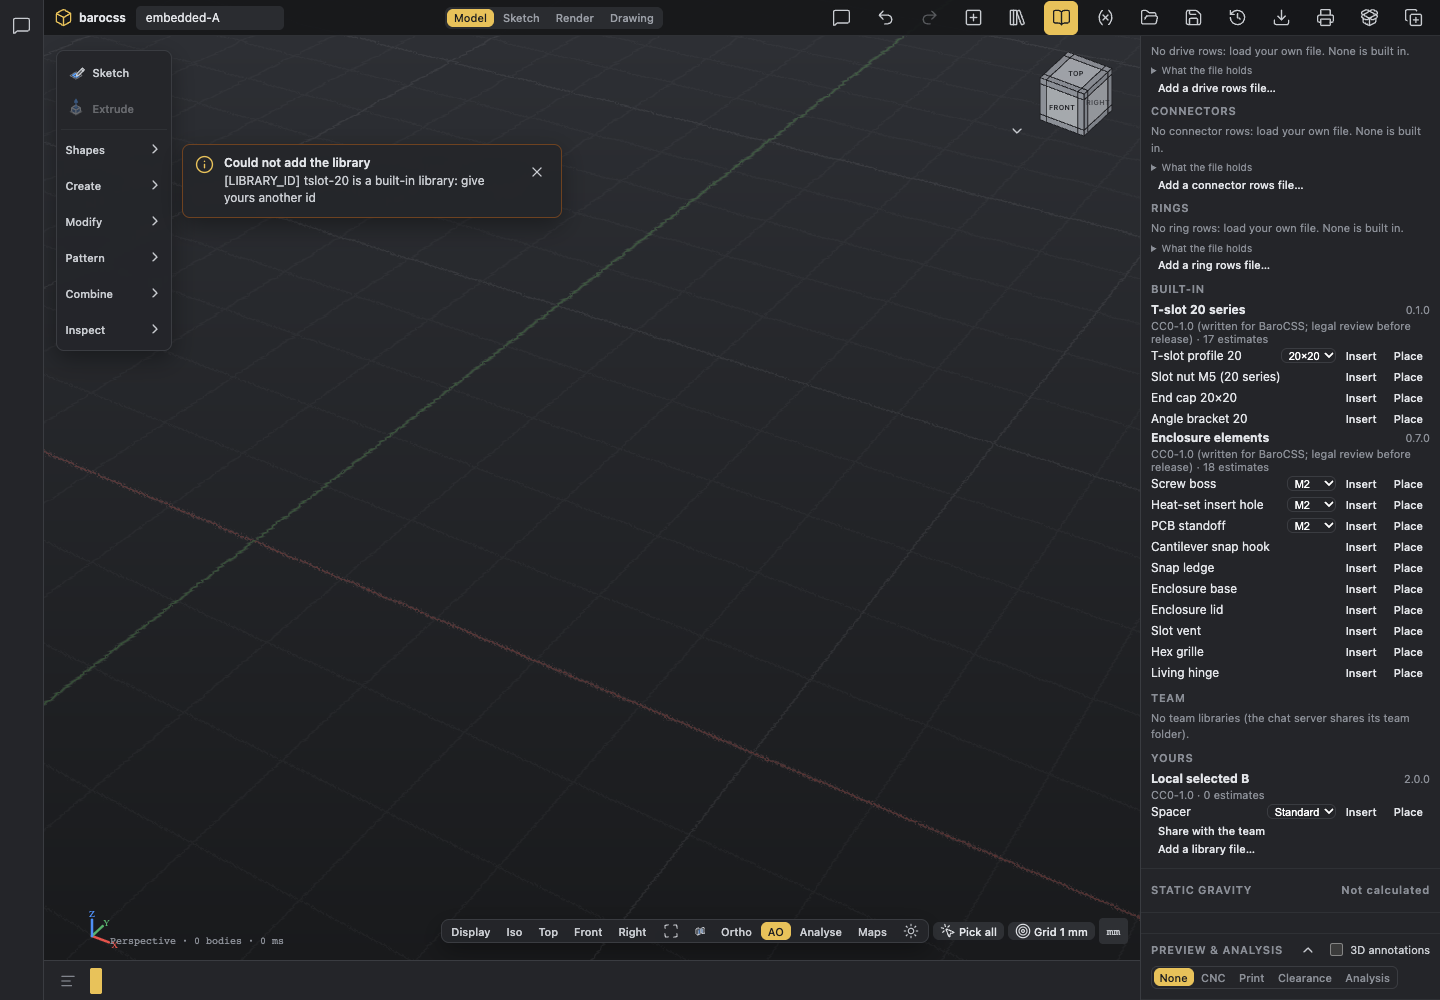 barocss
embedded-A
Model
Sketch
Render
Drawing
Sketch
Extrude
Shapes
Create
Modify
Pattern
Combine
Inspect
Could not add the library
[LIBRARY_ID] tslot-20 is a built-in library: give
yours another id
TOP
FRONT
RIGHT
No drive rows: load your own file. None is built in.
What the file holds
Add a drive rows file...
CONNECTORS
No connector rows: load your own file. None is built
in.
What the file holds
Add a connector rows file...
RINGS
No ring rows: load your own file. None is built in.
What the file holds
Add a ring rows file...
BUILT-IN
T-slot 20 series 0.1.0
CC0-1.0 (written for BaroCSS; legal review before
release) · 17 estimates
T-slot profile 20 20×20 Insert Place
Slot nut M5 (20 series) Insert Place
End cap 20×20 Insert Place
Angle bracket 20 Insert Place
Enclosure elements 0.7.0
CC0-1.0 (written for BaroCSS; legal review before
release) · 18 estimates
Screw boss M2 Insert Place
Heat-set insert hole M2 Insert Place
PCB standoff M2 Insert Place
Cantilever snap hook Insert Place
Snap ledge Insert Place
Enclosure base Insert Place
Enclosure lid Insert Place
Slot vent Insert Place
Hex grille Insert Place
Living hinge Insert Place
TEAM
No team libraries (the chat server shares its team
folder).
YOURS
Local selected B 2.0.0
CC0-1.0 · 0 estimates
Spacer Standard Insert Place
Share with the team
Add a library file...
STATIC GRAVITY Not calculated
PREVIEW & ANALYSIS 3D annotations
None CNC Print Clearance Analysis
Z
Y
X
Perspective · 0 bodies · 0 ms
Display Iso Top Front Right Ortho AO Analyse Maps Pick all Grid 1 mm mm